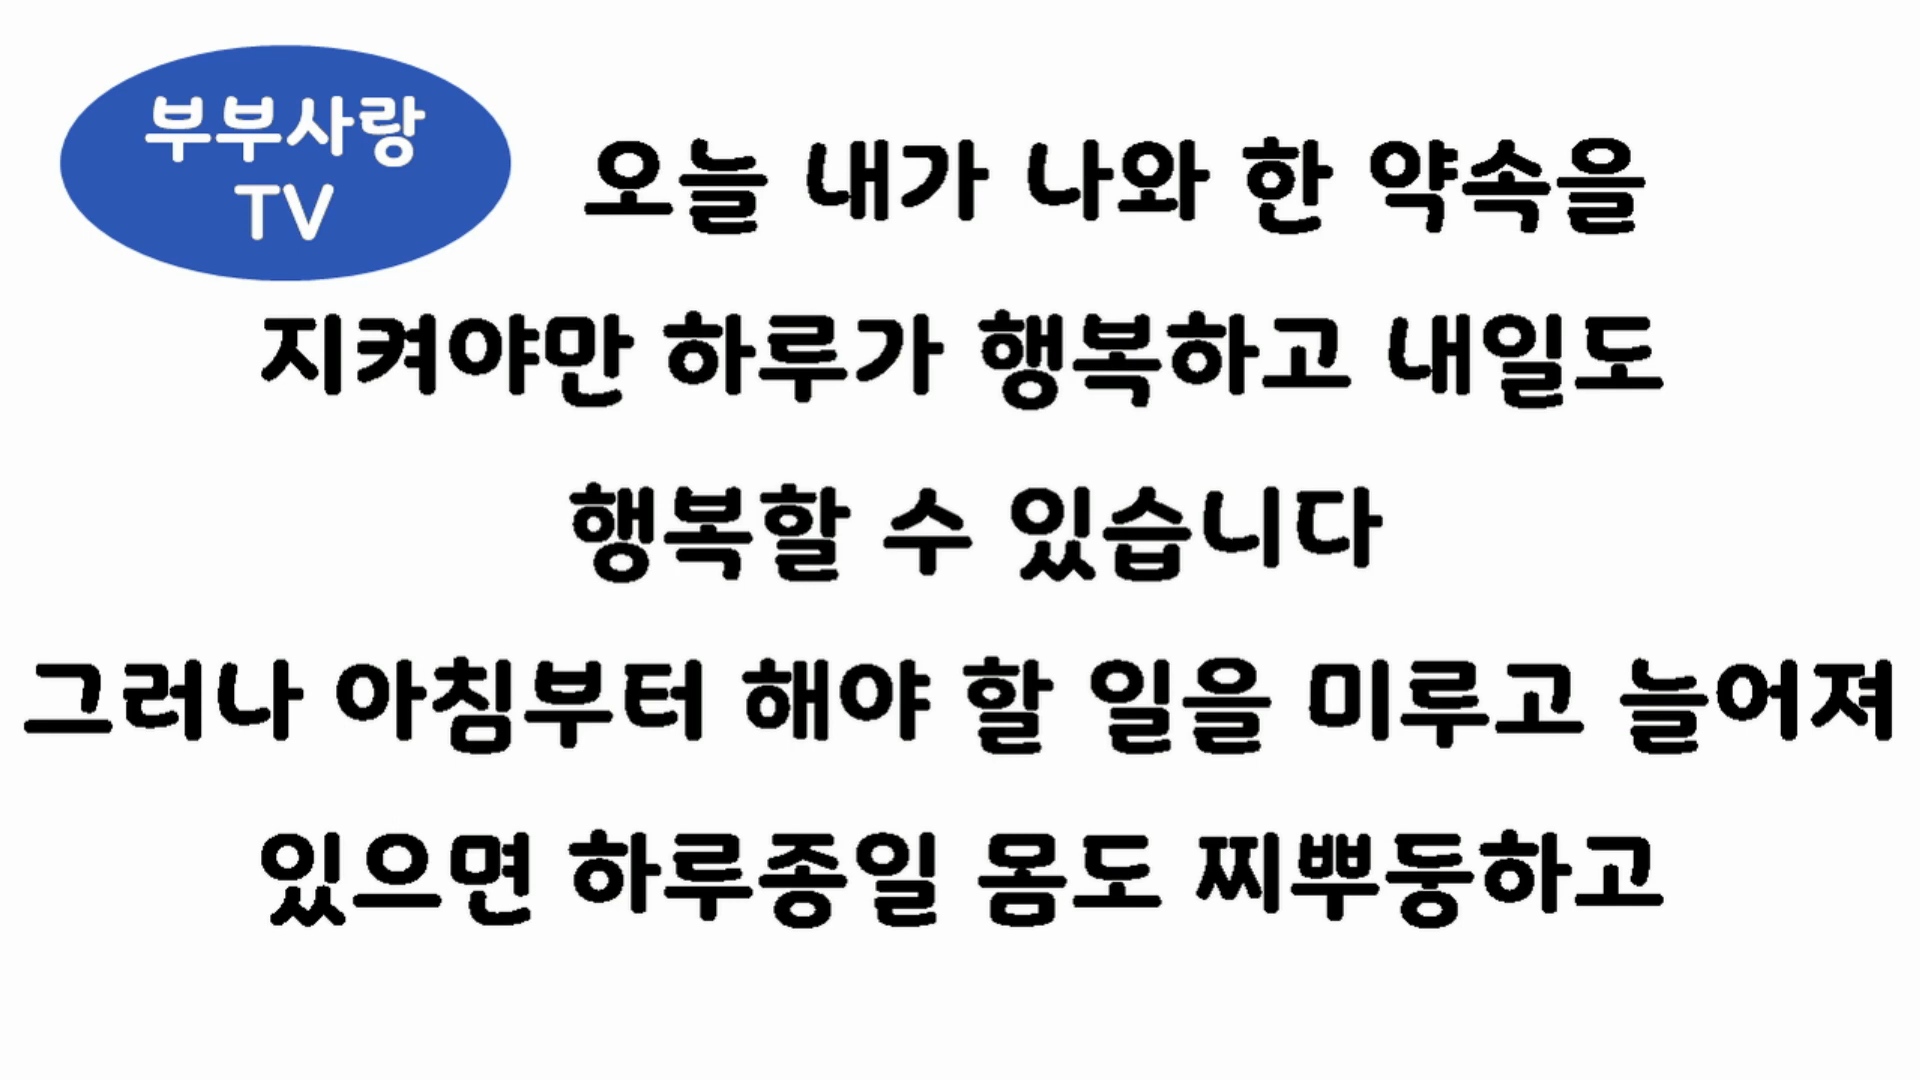 부부사랑
TV
오늘 내가 나와 한 약속을
지켜야만 하루가 행복하고 내일도
행복할 수 있습니다
그러나 아침부터 해야 할 일을 미루고 늘어져
있으면 하루종일 몸도 찌뿌둥하고